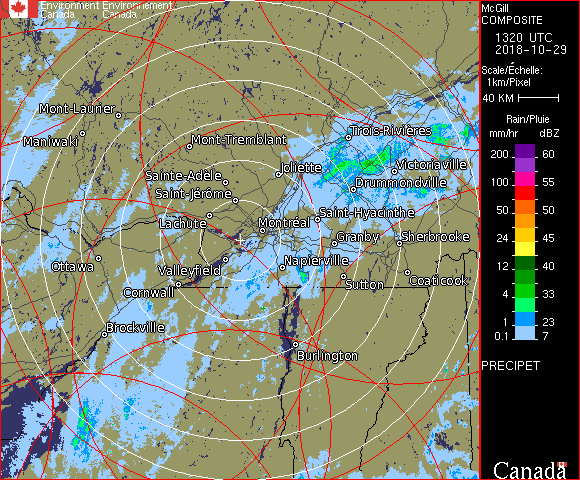 Environment Environnement
Canada Canada
McGill
COMPOSITE
1320 UTC
2018-10-29
Scale/Échelle:
1km/Pixel
40 KM
Rain/Pluie
mm/hr dBZ
200 60
100 55
50 50
24 45
12 40
4 33
1 23
0.1 7
PRECIPET
Canada
Mont-Laurier
Maniwaki
Mont-Tremblant
Trois-Rivières
Joliette
Victoriaville
Sainte-Adèle
Drummondville
Saint-Jérôme
Lachute
Montréal
Saint-Hyacinthe
Granby
Sherbrooke
Ottawa
Valleyfield
Napierville
Cornwall
Sutton
Coaticook
Brockville
Burlington